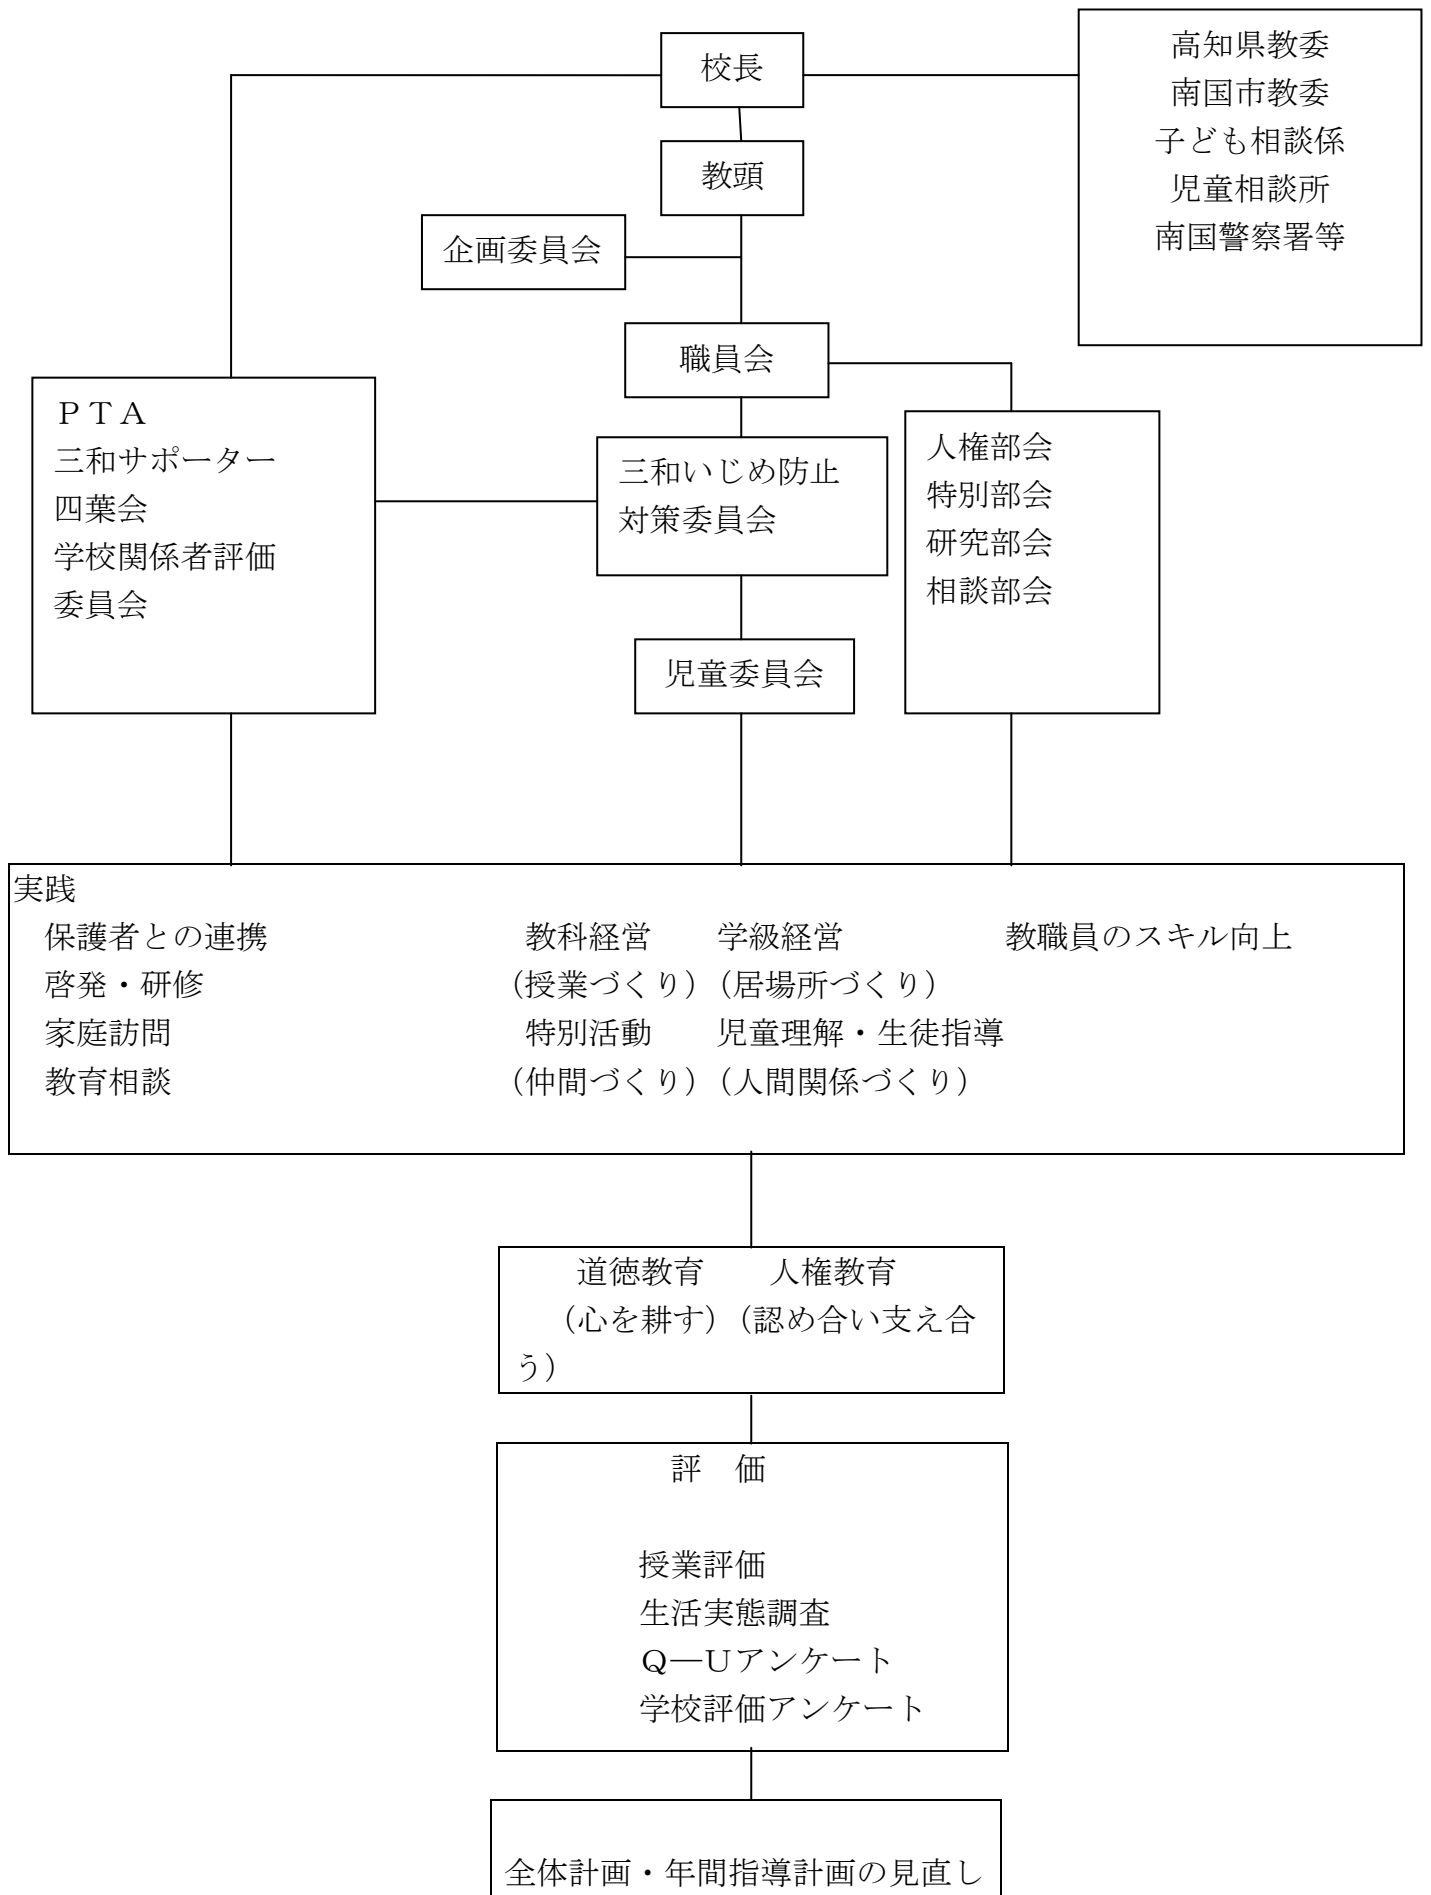 校長
高知県教委
南国市教委
子ども相談係
児童相談所
南国警察署等
教頭
企画委員会
職員会
ＰＴＡ
三和サポーター
四葉会
学校関係者評価
委員会
三和いじめ防止
対策委員会
人権部会
特別部会
研究部会
相談部会
児童委員会
実践
保護者との連携　教科経営　学級経営　教職員のスキル向上
啓発・研修　（授業づくり）（居場所づくり）
家庭訪問　特別活動　児童理解・生徒指導
教育相談　（仲間づくり）（人間関係づくり）
道徳教育　人権教育
（心を耕す）（認め合い支え合
う）
評　価
授業評価
生活実態調査
Ｑ―Ｕアンケート
学校評価アンケート
全体計画・年間指導計画の見直し